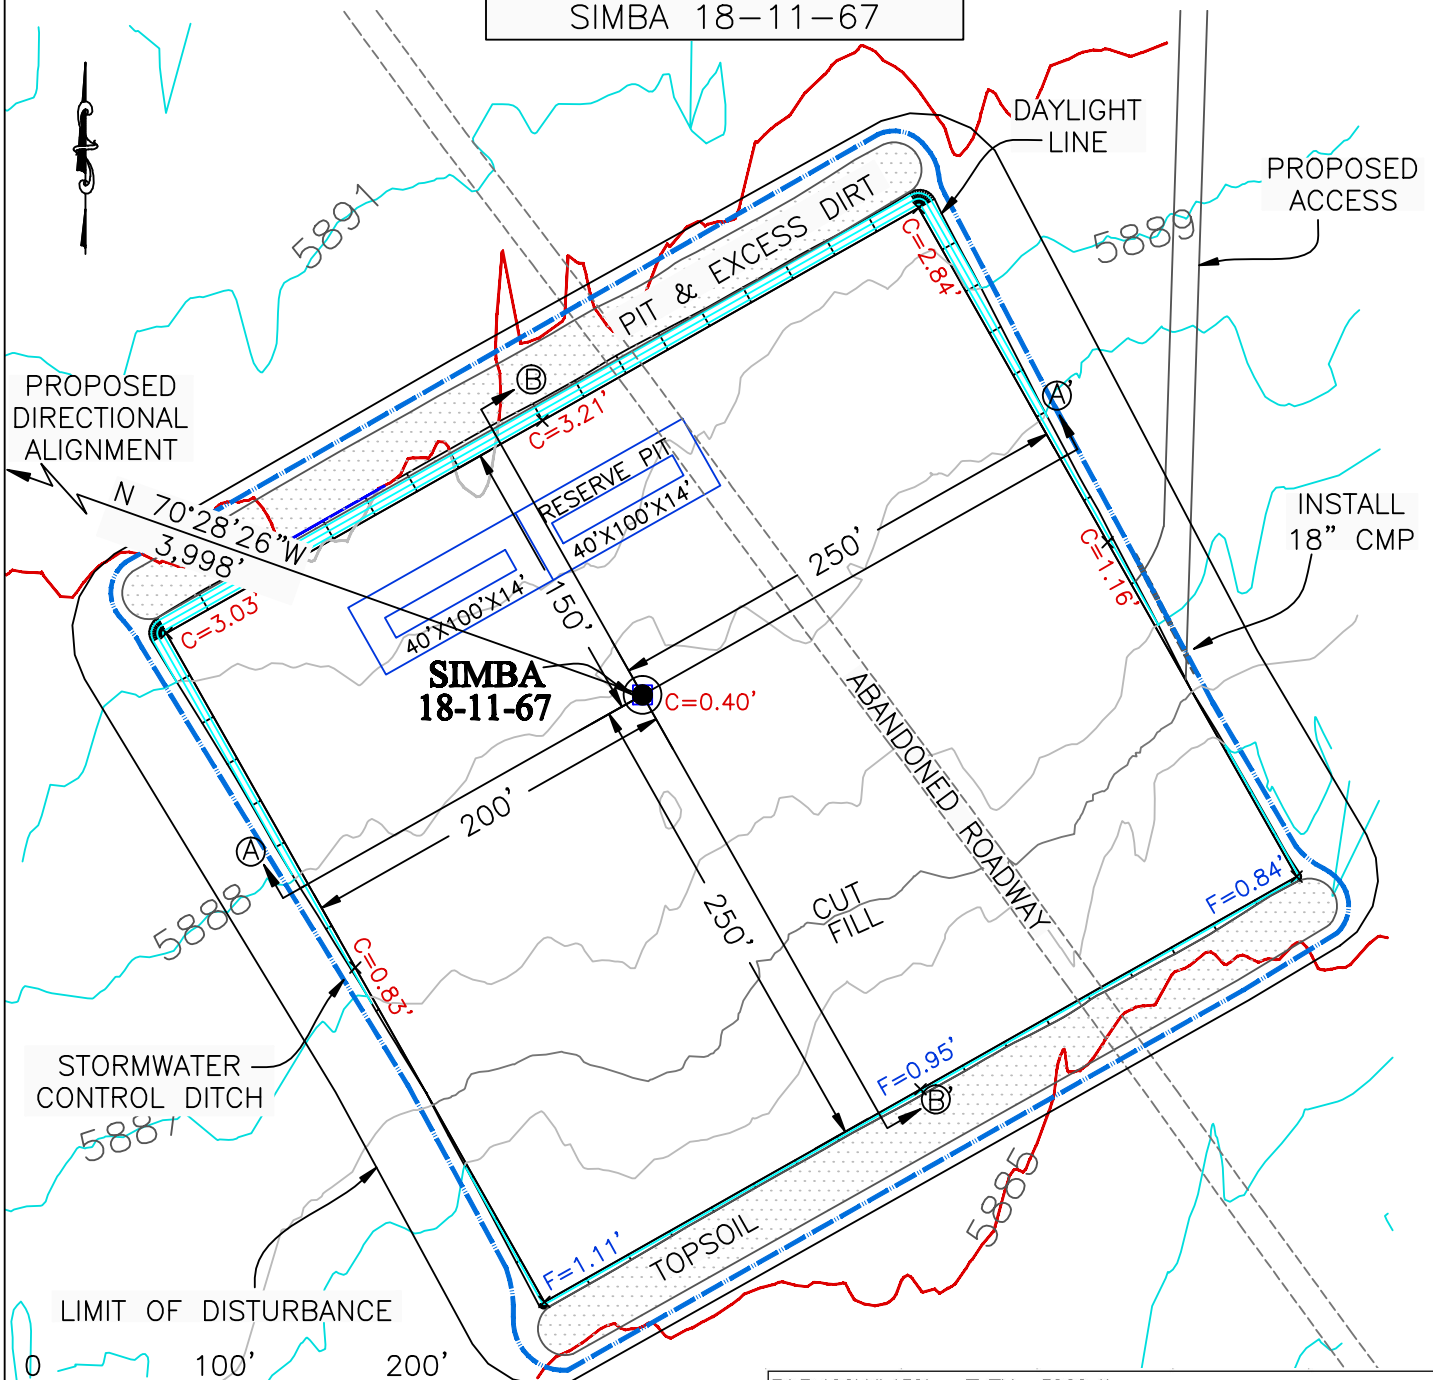 SIMBA 18-11-67
DAYLIGHT
LINE
PROPOSED
ACCESS
5891
5889
PIT & EXCESS DIRT
C=2.84'
PROPOSED
DIRECTIONAL
ALIGNMENT
B
C=3.21'
A'
N 70°28'26"W
3,998'
RESERVE PIT
40'X100'X14'
40'X100'X14'
INSTALL
18" CMP
250'
150'
C=1.16'
C=3.03'
SIMBA
18-11-67
C=0.40'
ABANDONED ROADWAY
200'
A
250'
CUT
FILL
F=0.84'
5888
C=0.83'
STORMWATER
CONTROL DITCH
F=0.95'
B'
5887
5885
TOPSOIL
F=1.11'
LIMIT OF DISTURBANCE
0 100' 200'